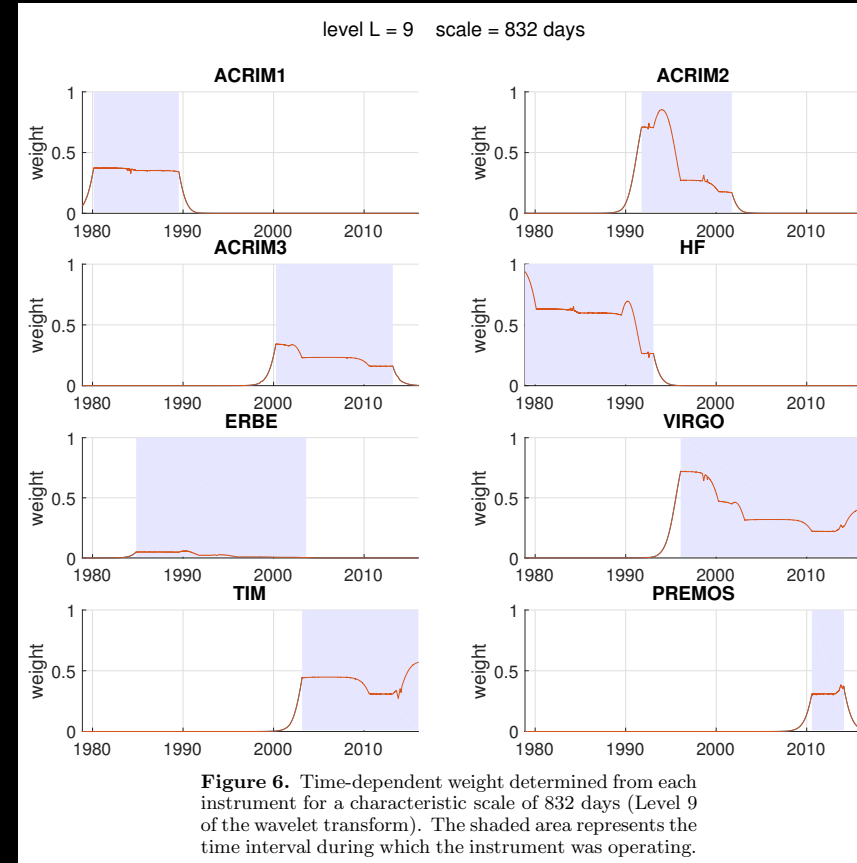 level L = 9 scale = 832 days
ACRIM1
weight
1
0.5
0
1980 1990 2000 2010
ACRIM2
weight
1
0.5
0
1980 1990 2000 2010
ACRIM3
weight
1
0.5
0
1980 1990 2000 2010
HF
weight
1
0.5
0
1980 1990 2000 2010
ERBE
weight
1
0.5
0
1980 1990 2000 2010
VIRGO
weight
1
0.5
0
1980 1990 2000 2010
TIM
weight
1
0.5
0
1980 1990 2000 2010
PREMOS
weight
1
0.5
0
1980 1990 2000 2010
Figure 6. Time-dependent weight determined from each
instrument for a characteristic scale of 832 days (Level 9
of the wavelet transform). The shaded area represents the
time interval during which the instrument was operating.